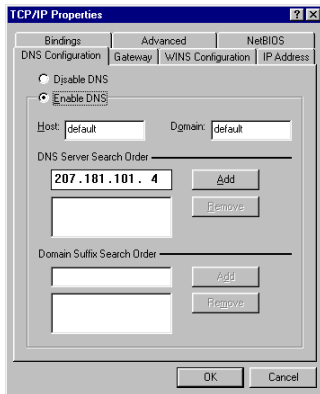 TCP/IP Properties
Bindings Advanced NetBIOS
DNS Configuration Gateway WINS Configuration IP Address
Disable DNS
Enable DNS
Host: default Domain: default
DNS Server Search Order
207.181.101. 4 Add
Remove
Domain Suffix Search Order
Add
Remove
OK Cancel